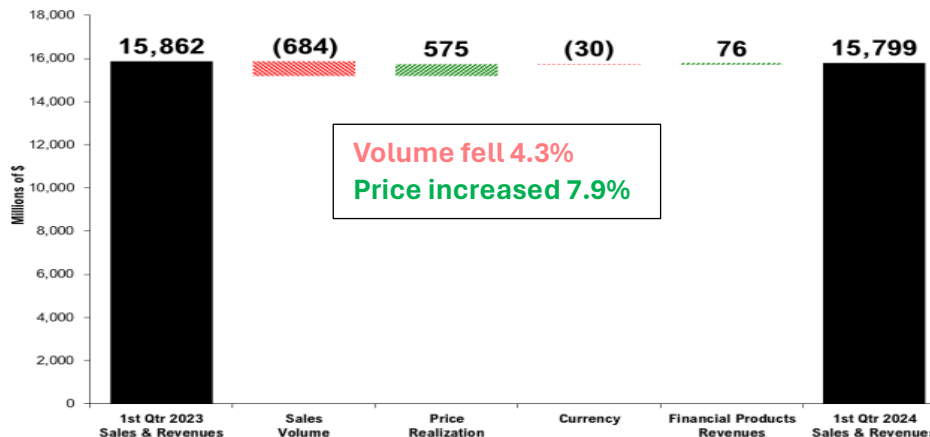 18,000
16,000
14,000
12,000
10,000
8,000
6,000
4,000
2,000
0
Millions of $
15,862
(684)
575
(30)
76
15,799
Volume fell 4.3%
Price increased 7.9%
1st Qtr 2023
Sales & Revenues
Sales
Volume
Price
Realization
Currency
Financial Products
Revenues
1st Qtr 2024
Sales & Revenues